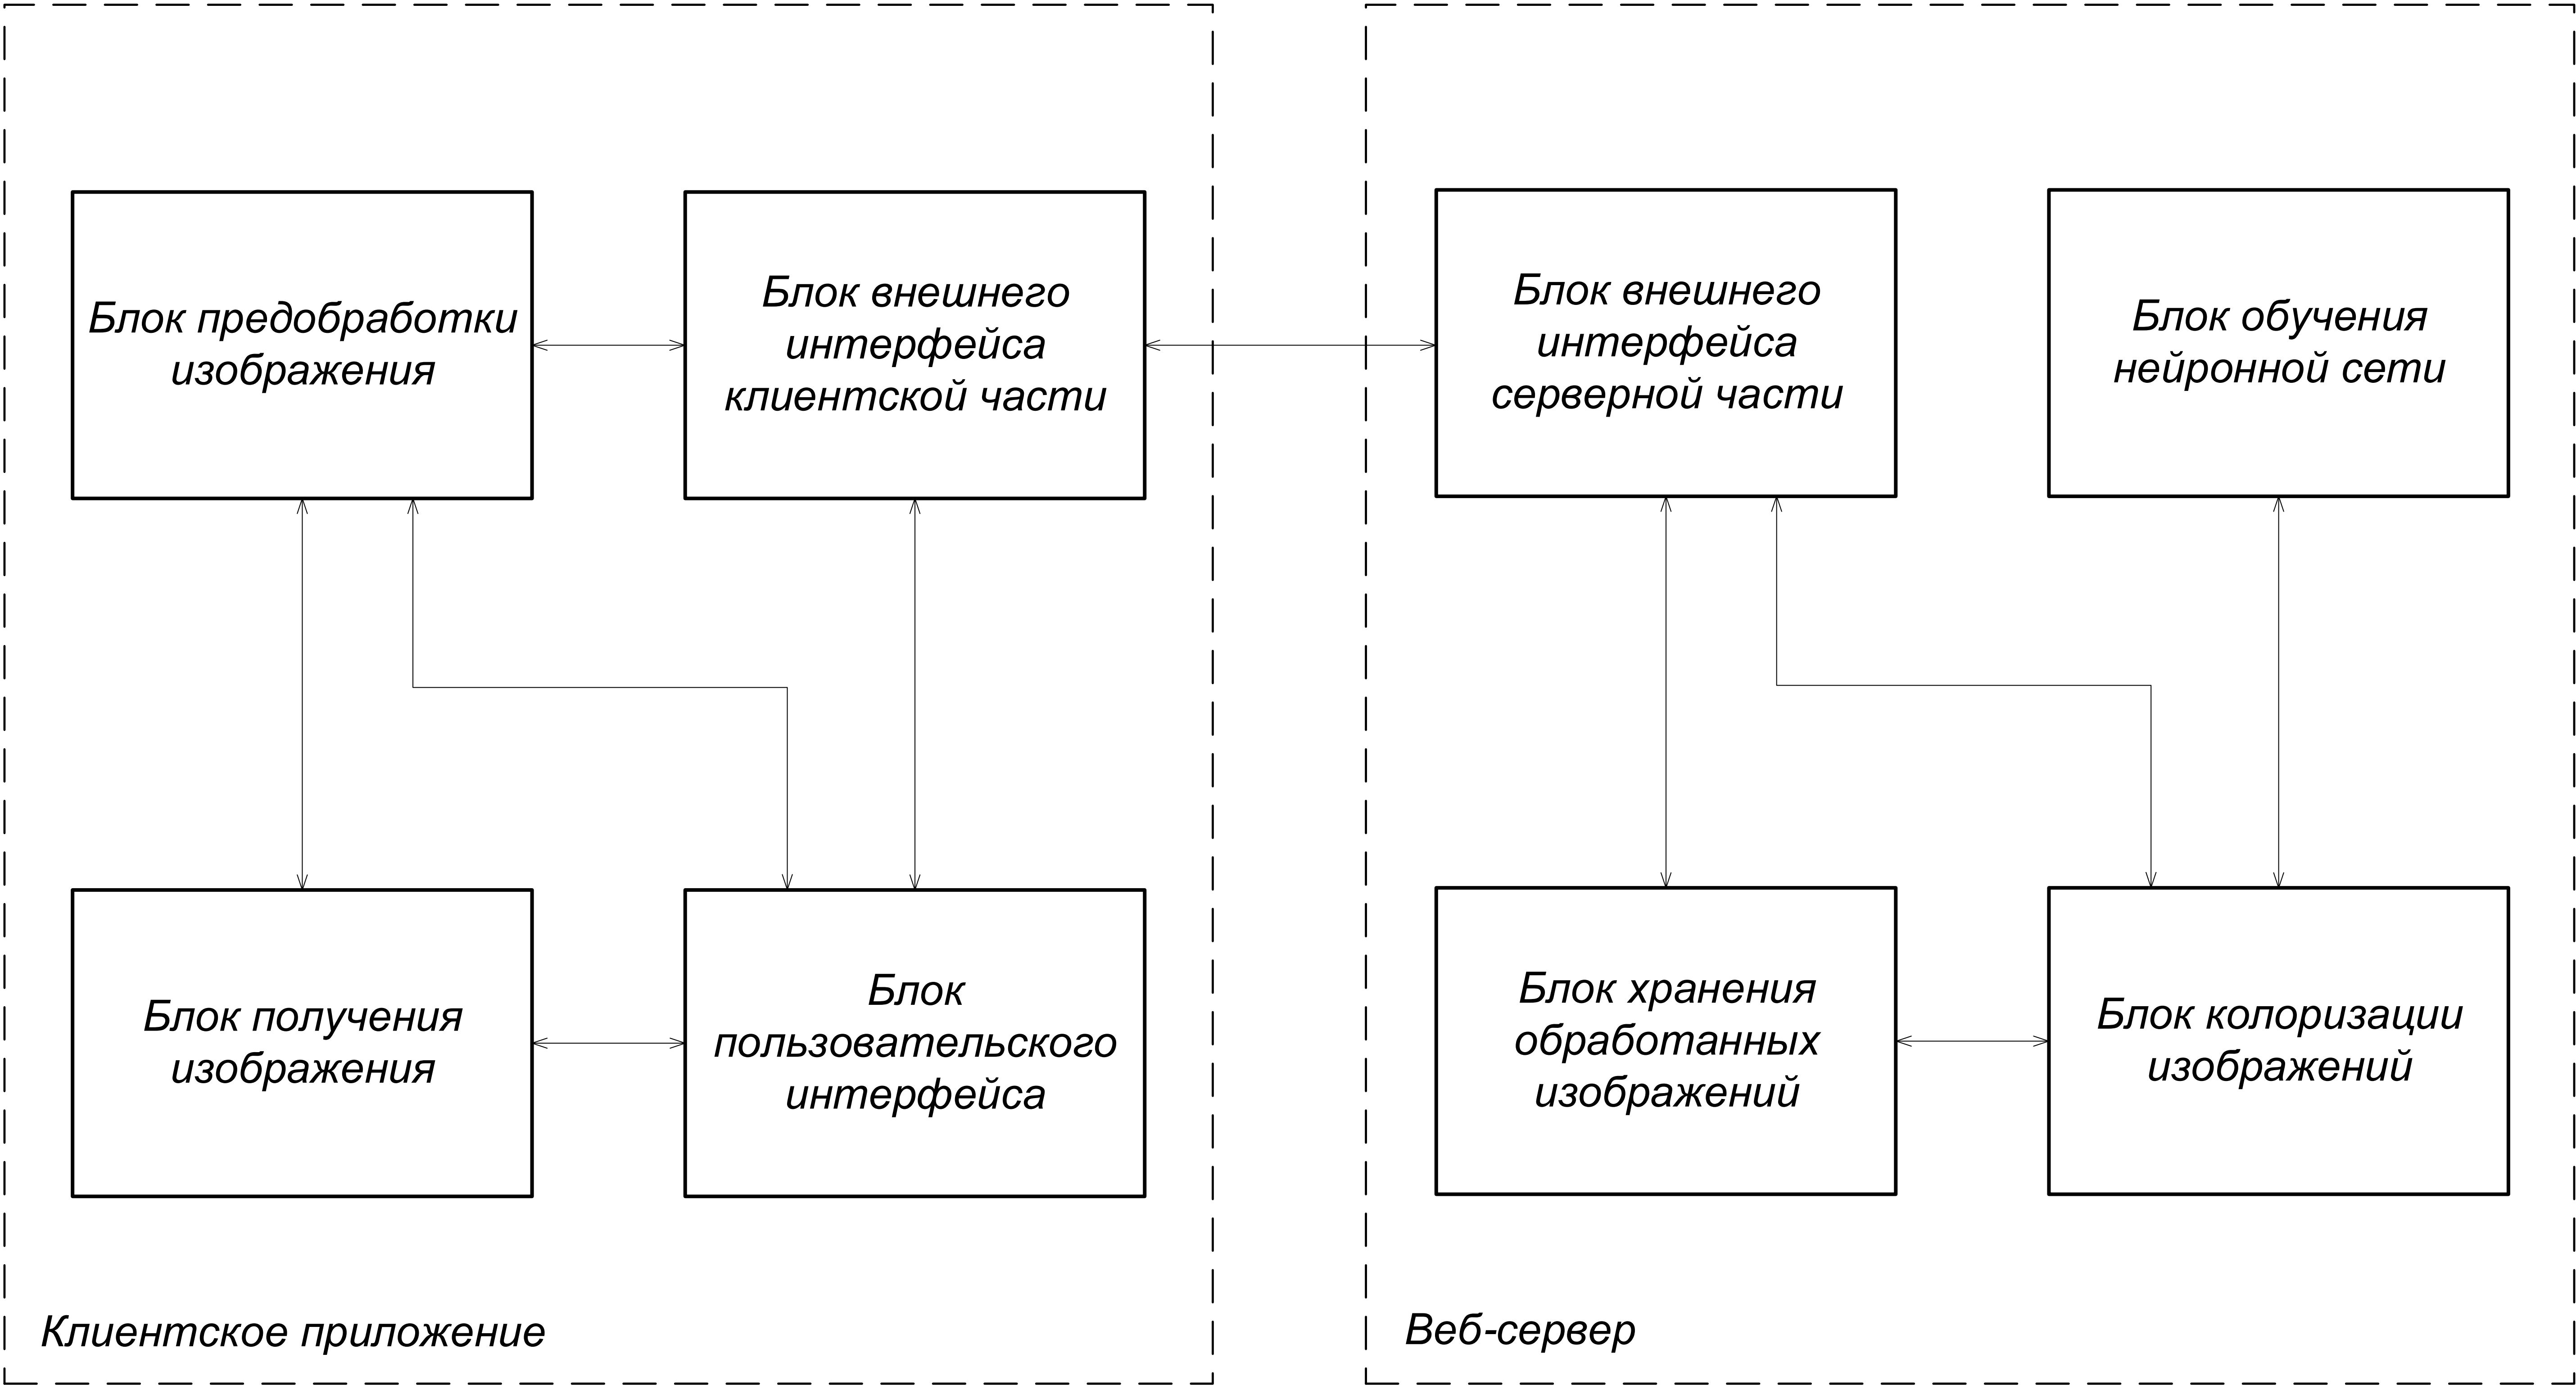 Блок предобработки
изображения
Блок внешнего
интерфейса
клиентской части
Блок внешнего
интерфейса
серверной части
Блок обучения
нейронной сети
Блок получения
изображения
Блок
пользовательского
интерфейса
Блок хранения
обработанных
изображений
Блок колоризации
изображений
Клиентское приложение
Веб-сервер